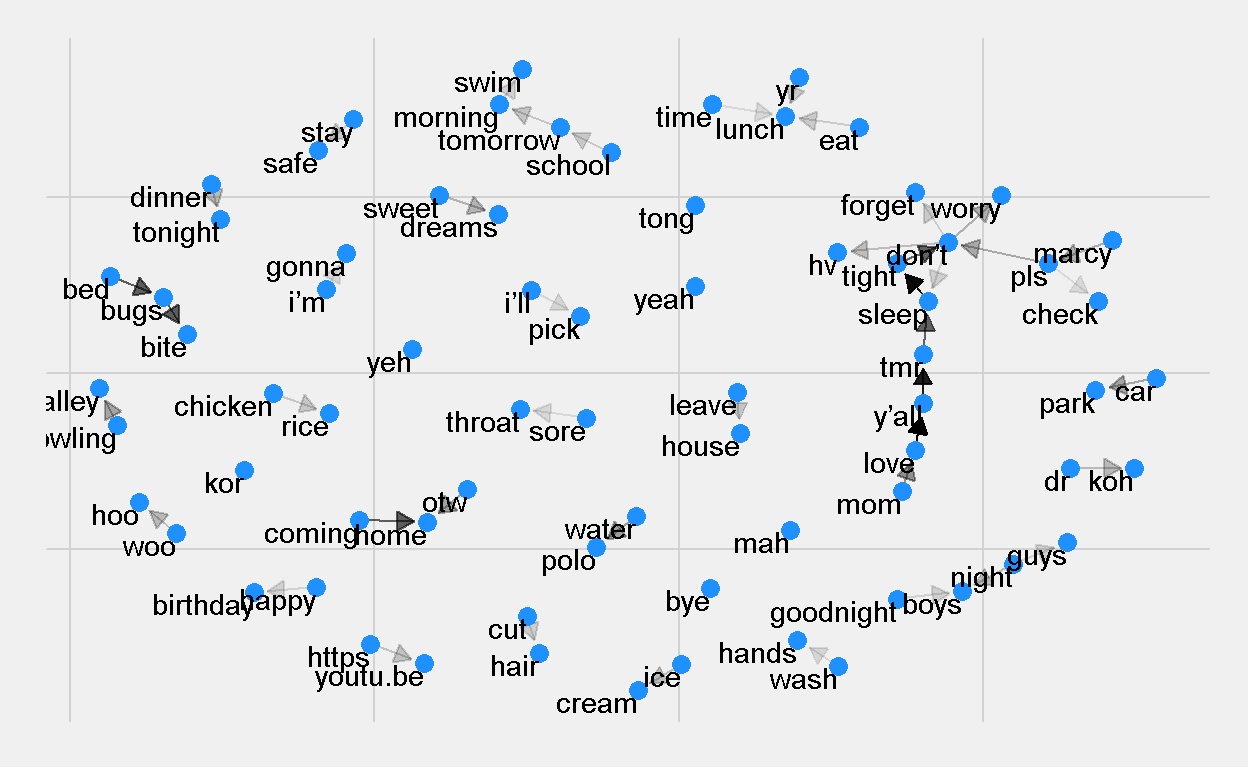 swim
yr
morning
time
lunch
stay
tomorrow
eat
safe
school
dinner
sweet
forget
worry
tonight
dreams
tong
don't
marcy
gonna
hv
tight
pls
bed
i'm
i'll
yeah
sleep
check
bugs
pick
bite
yeh
tmr
alley
chicken
leave
park
car
rice
throat
sore
y'all
owling
house
love
kor
dr
koh
hoo
otw
mom
woo
coming
home
water
mah
polo
guys
night
birthday
happy
bye
goodnight
boys
https
cut
hands
youtu.be
hair
ice
wash
cream